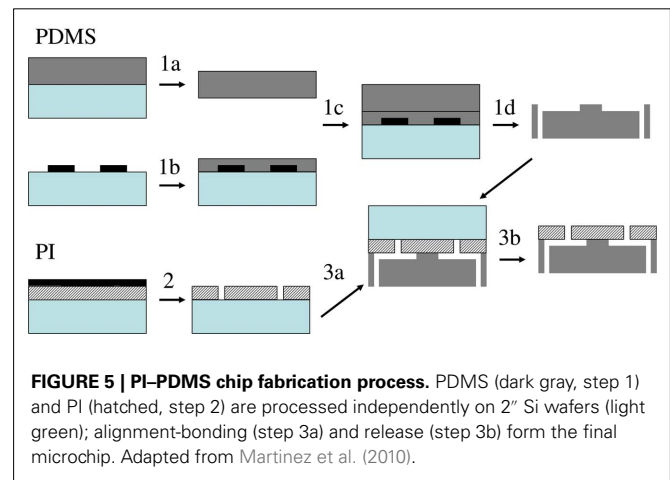 PDMS
1a
1c
1d
1b
PI
2
3a
3b
FIGURE 5 | PI–PDMS chip fabrication process. PDMS (dark gray, step 1)
and PI (hatched, step 2) are processed independently on 2″ Si wafers (light
green); alignment-bonding (step 3a) and release (step 3b) form the final
microchip. Adapted from Martinez et al. (2010).